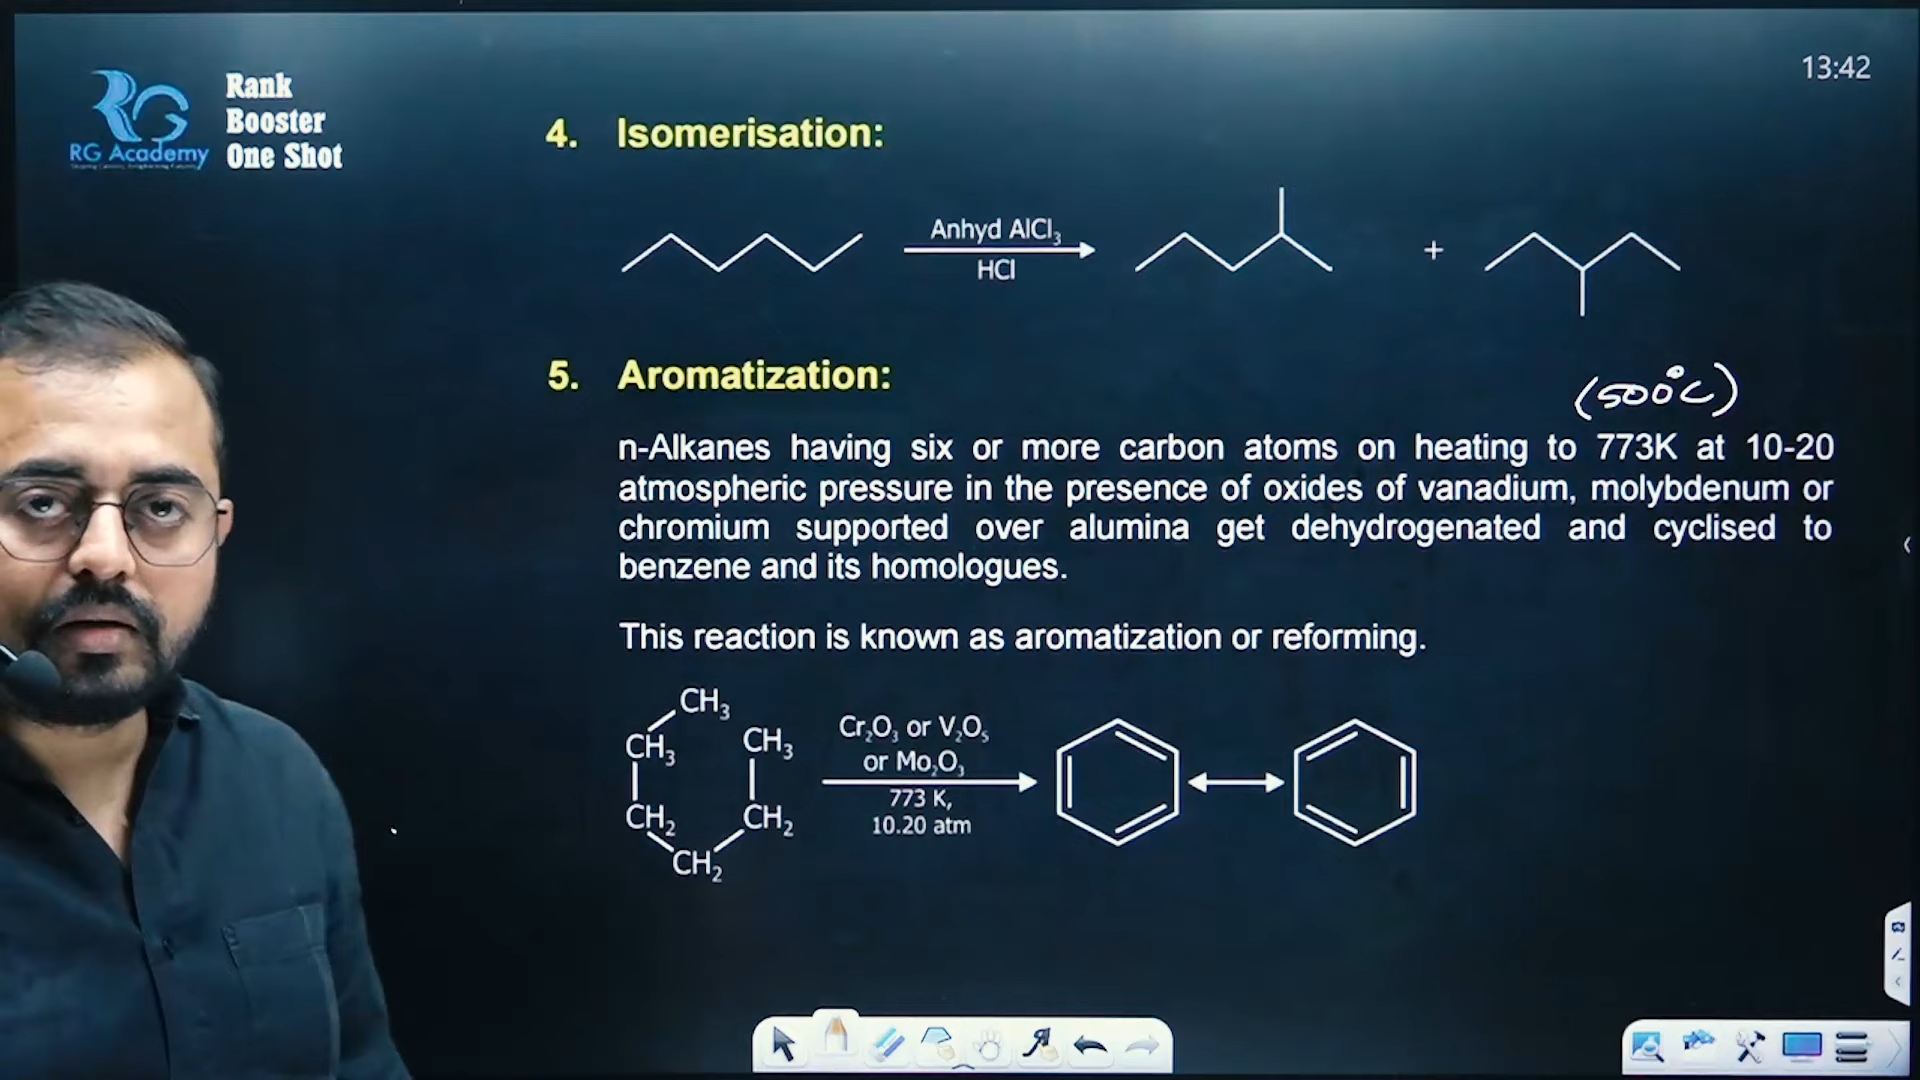 13:42
Rank
Booster
One Shot
RG Academy
4. Isomerisation:
Anhyd AlCl₃
HCl
+
5. Aromatization:
(500°C)
n-Alkanes having six or more carbon atoms on heating to 773K at 10-20
atmospheric pressure in the presence of oxides of vanadium, molybdenum or
chromium supported over alumina get dehydrogenated and cyclised to
benzene and its homologues.
This reaction is known as aromatization or reforming.
CH₃
CH₃ CH₃
CH₂ CH₂
CH₂
Cr₂O₃ or V₂O₅
or Mo₂O₃
773 K,
10.20 atm